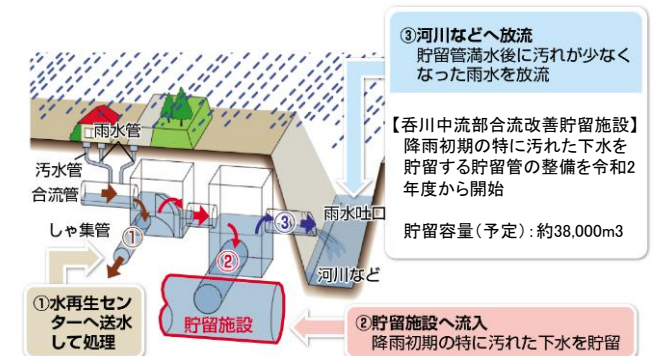 ③河川などへ放流
貯留管満水後に汚れが少なく
なった雨水を放流
【呑川中流部合流改善貯留施設】
降雨初期の特に汚れた下水を
貯留する貯留管の整備を令和2
年度から開始
貯留容量(予定):約38,000m3
雨水管
汚水管
合流管
しゃ集管
①
②
③
雨水吐口
河川など
貯留施設
①水再生セン
ターへ送水
して処理
②貯留施設へ流入
降雨初期の特に汚れた下水を貯留